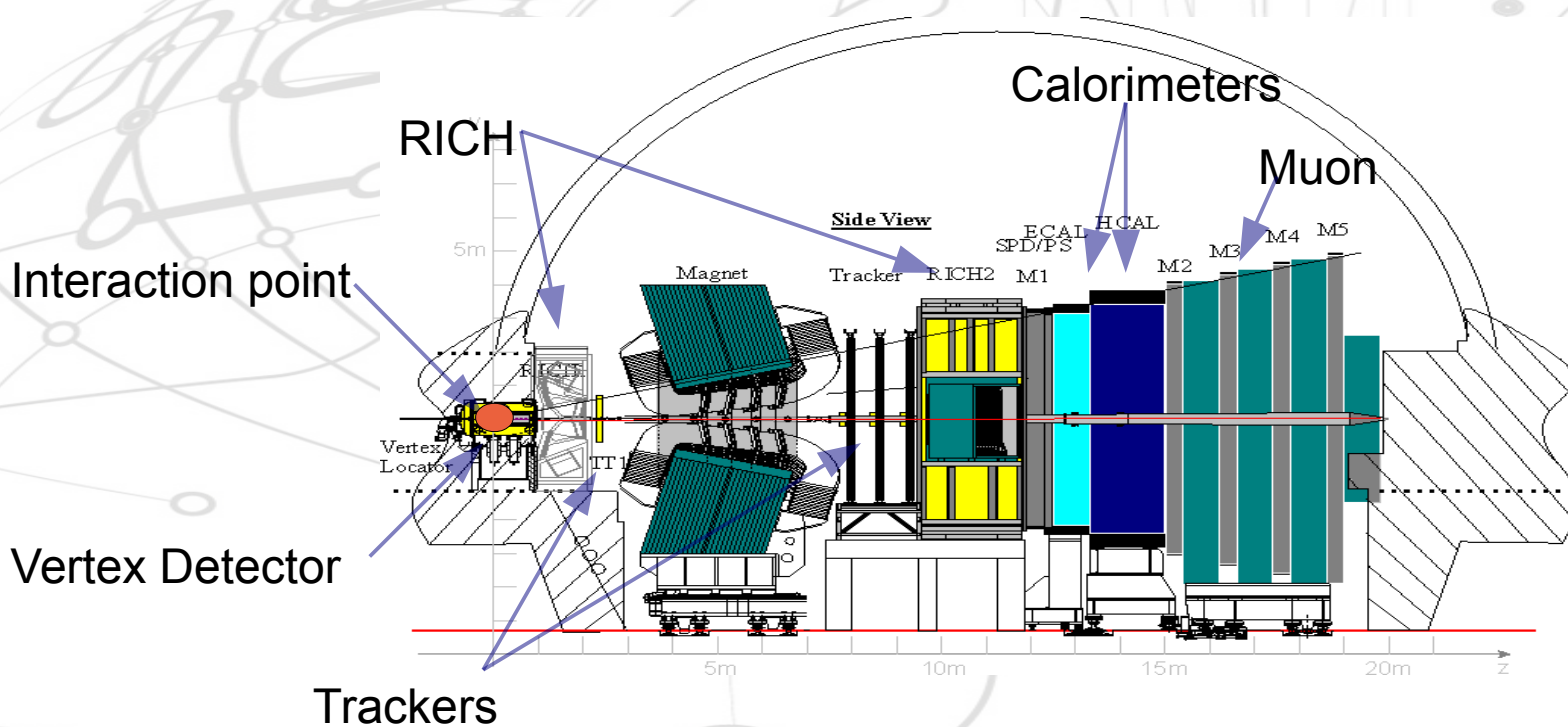 Calorimeters
RICH
y
Muon
Side View
ECAL
HCAL
SPD/PS
5m
Magnet
Tracker
RICH2
M1
M2
M3
M4
M5
Interaction point
RICH1
Vertex
Locator
TT1
Vertex Detector
5m
10m
15m
20m
z
Trackers